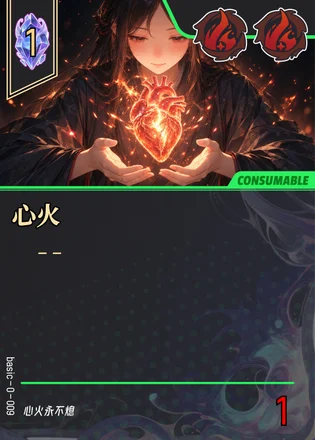 1
CONSUMABLE
心火
— —
basic-0-009
心火永不熄
1